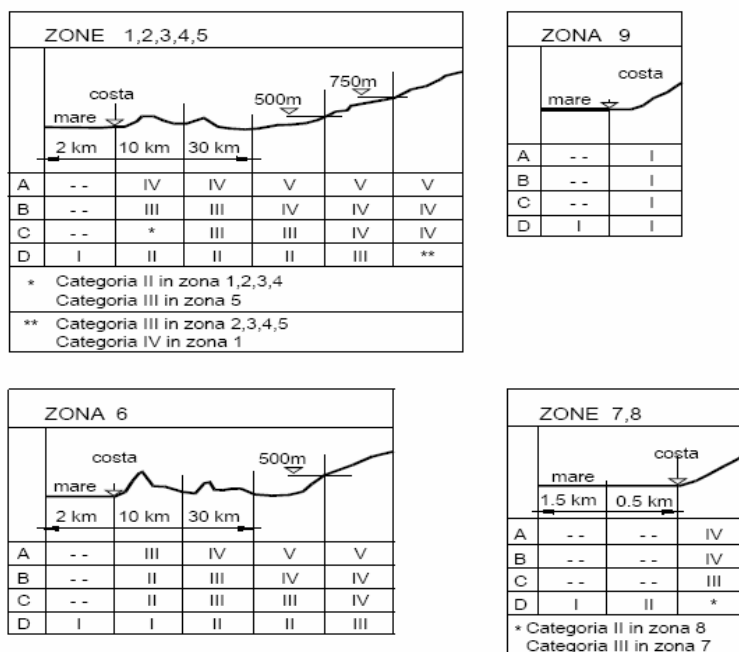 ZONE 1,2,3,4,5
costa
mare
500m
750m
2 km 10 km 30 km
A -- IV IV V V V
B -- III III IV IV IV
C -- * III III IV IV
D I II II II III **
* Categoria II in zona 1,2,3,4
Categoria III in zona 5
** Categoria III in zona 2,3,4,5
Categoria IV in zona 1
ZONA 9
costa
mare
A -- I
B -- I
C -- I
D I I
ZONA 6
costa
mare
500m
2 km 10 km 30 km
A -- III IV V V
B -- II III IV IV
C -- II III III IV
D I I II II III
ZONE 7,8
costa
mare
1.5 km 0.5 km
A -- -- IV
B -- -- IV
C -- -- III
D I II *
* Categoria II in zona 8
Categoria III in zona 7